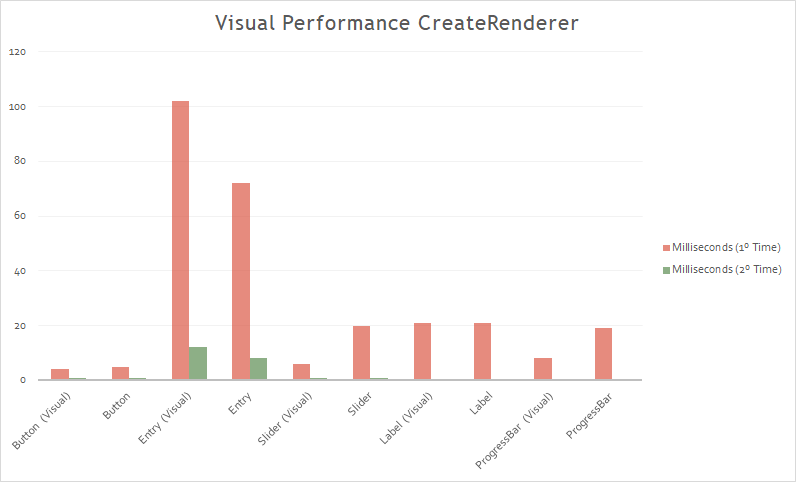 Visual Performance CreateRenderer
120
100
80
60
40
20
0
Milliseconds (1º Time)
Milliseconds (2º Time)
Button (Visual)
Button
Entry (Visual)
Entry
Slider (Visual)
Slider
Label (Visual)
Label
ProgressBar (Visual)
ProgressBar